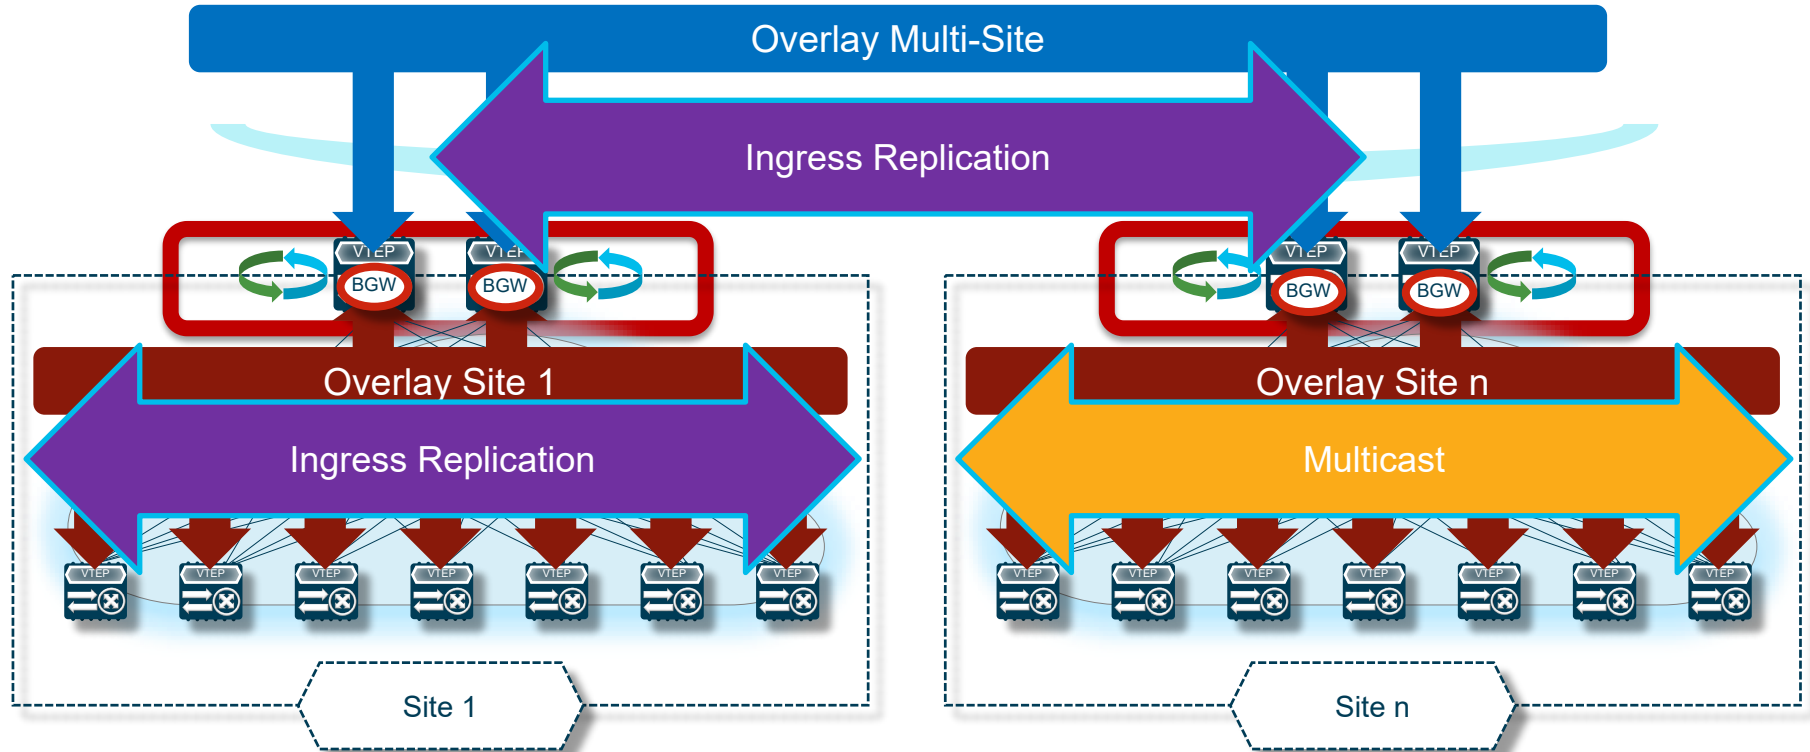 Overlay Multi-Site
Ingress Replication
VTEP VTEP VTEP VTEP
BGW BGW BGW BGW
Overlay Site 1 Overlay Site n
Ingress Replication Multicast
VTEP VTEP VTEP VTEP VTEP VTEP VTEP VTEP VTEP VTEP VTEP VTEP VTEP VTEP
Site 1 Site n